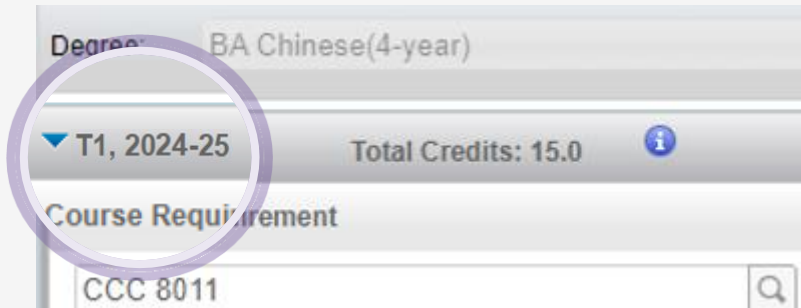 Degree: BA Chinese(4-year)
T1, 2024-25 Total Credits: 15.0
Course Requirement
CCC 8011